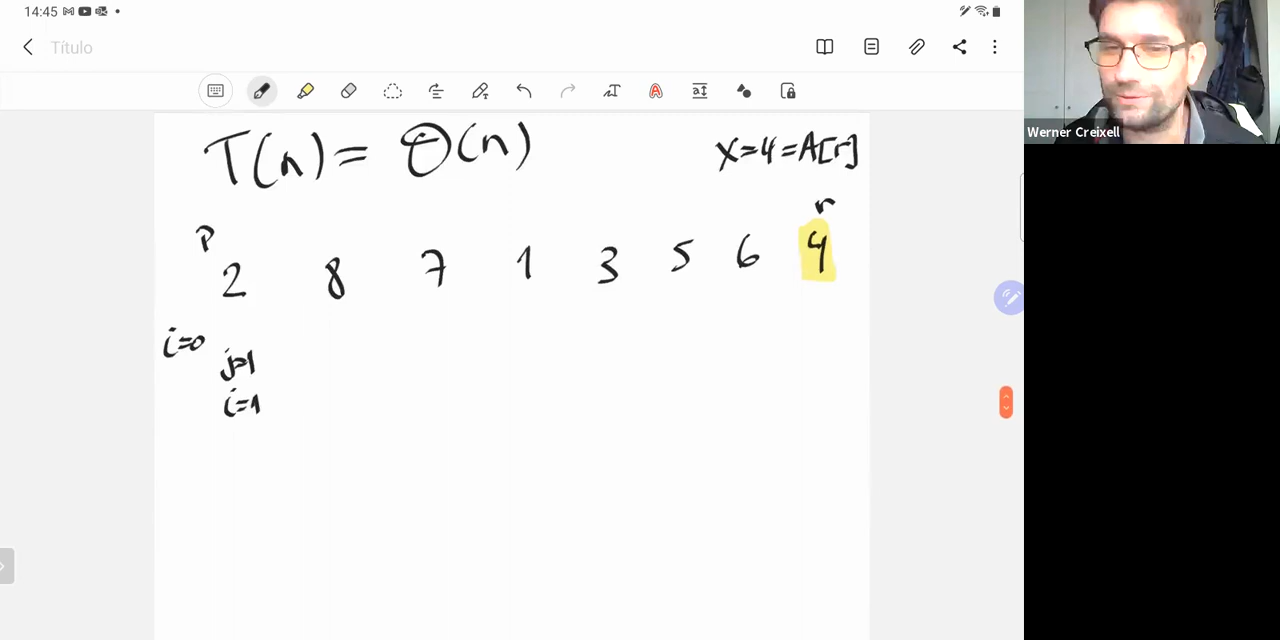 14:45
Título
T(n) = Θ(n)
x=4=A[r]
p
r
2 8 7 1 3 5 6 4
i=0
j=1
i=1
Werner Creixell